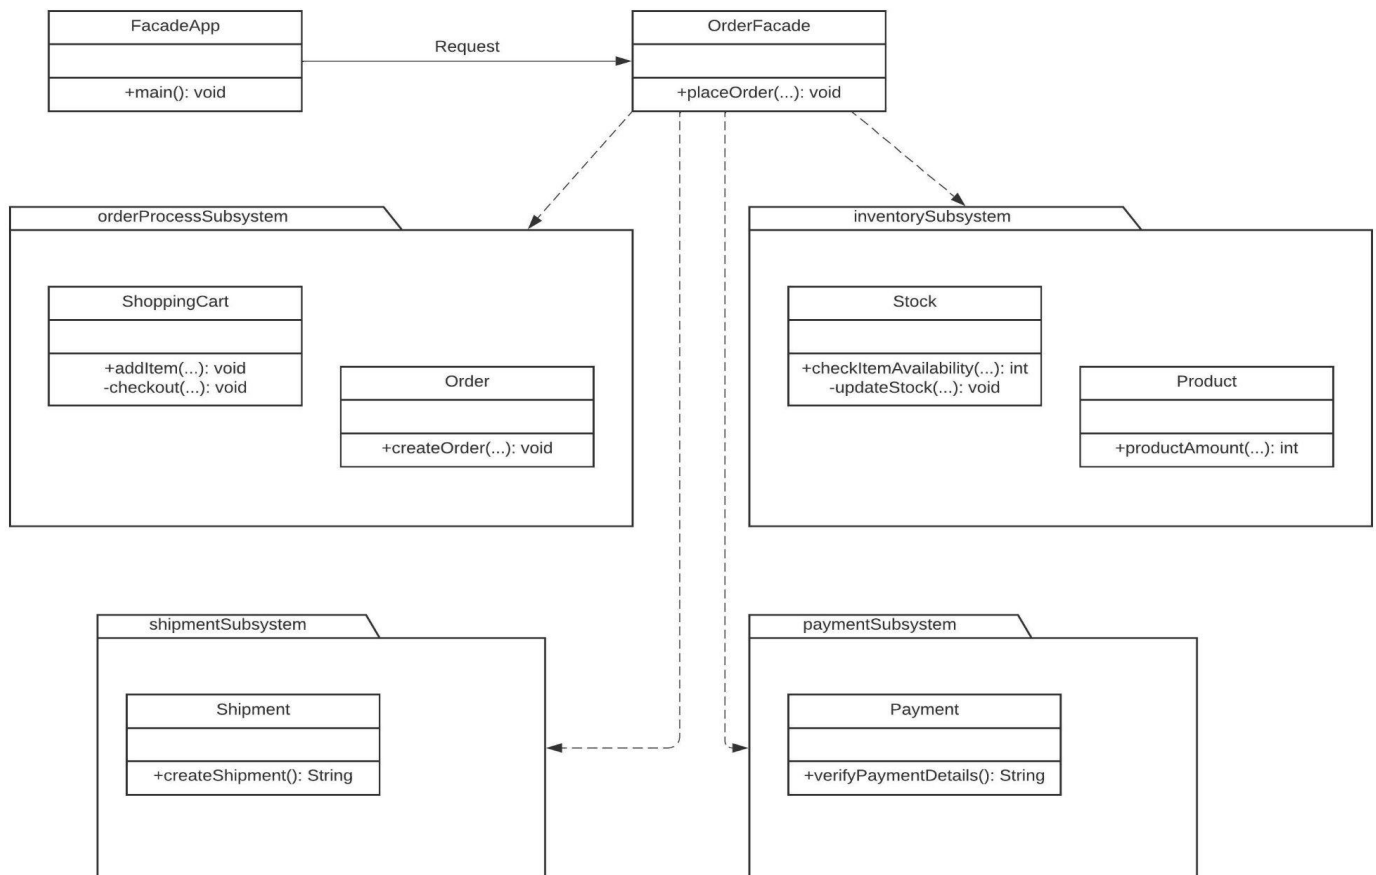 FacadeApp
+main(): void
Request
OrderFacade
+placeOrder(...): void
orderProcessSubsystem
ShoppingCart
+addItem(...): void
-checkout(...): void
Order
+createOrder(...): void
inventorySubsystem
Stock
+checkItemAvailability(...): int
-updateStock(...): void
Product
+productAmount(...): int
shipmentSubsystem
Shipment
+createShipment(): String
paymentSubsystem
Payment
+verifyPaymentDetails(): String